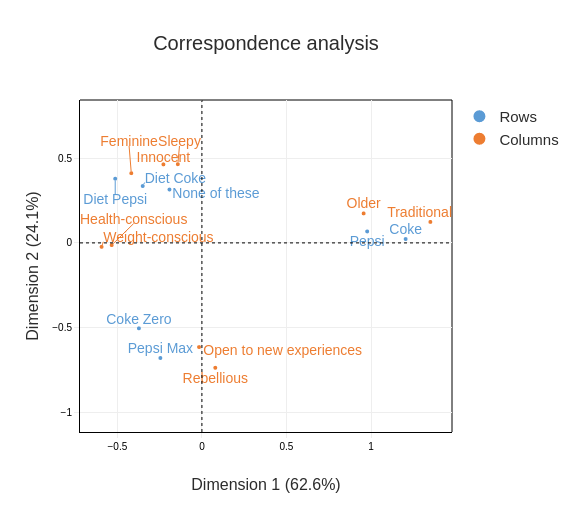 Correspondence analysis
Rows
Columns
Dimension 2 (24.1%)
0.5
0
−0.5
−1
Feminine
Sleepy
Innocent
Diet Coke
Diet Pepsi
None of these
Health-conscious
Weight-conscious
Older
Traditional
Pepsi
Coke
Coke Zero
Pepsi Max
Open to new experiences
Rebellious
−0.5
0
0.5
1
Dimension 1 (62.6%)